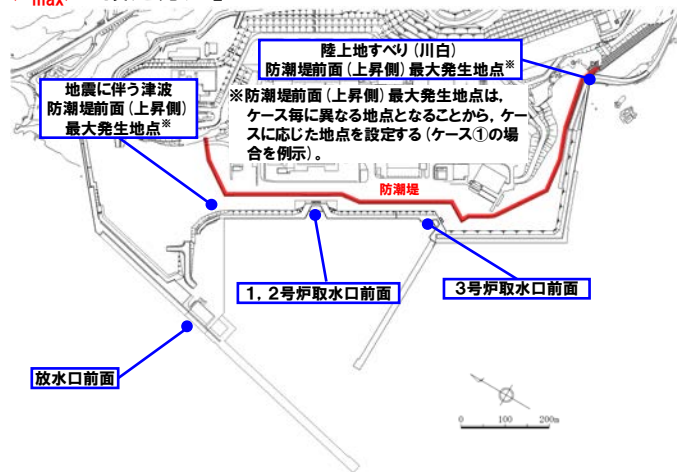 max
陸上地すべり(川白)
防潮堤前面(上昇側)最大発生地点※
地震に伴う津波
防潮堤前面(上昇側)
最大発生地点※
※防潮堤前面(上昇側)最大発生地点は,
ケース毎に異なる地点となることから,ケー
スに応じた地点を設定する(ケース①の場
合を例示)。
防潮堤
1,2号炉取水口前面
3号炉取水口前面
放水口前面
0 100 200m